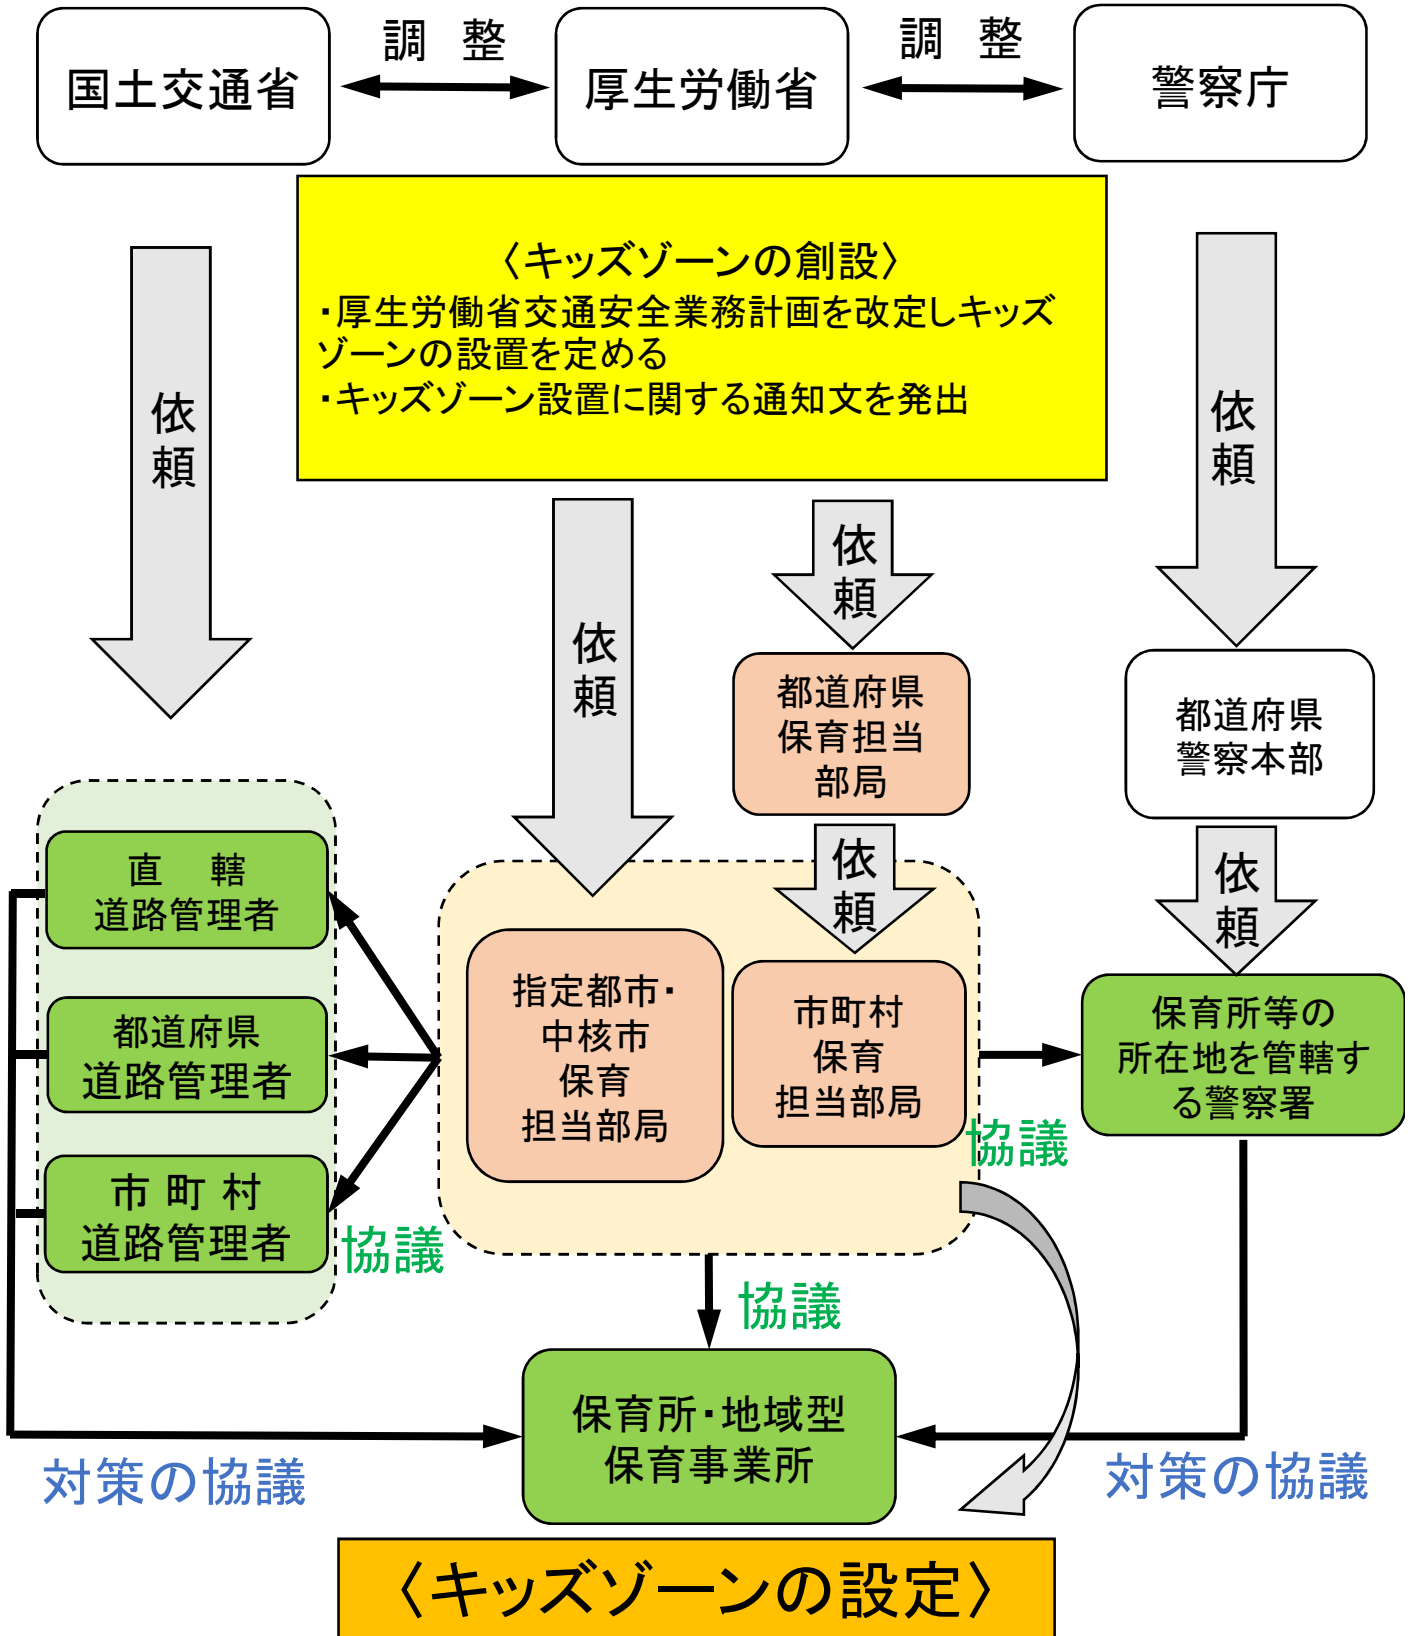 調　整
調　整
国土交通省
厚生労働省
警察庁
〈キッズゾーンの創設〉
・厚生労働省交通安全業務計画を改定しキッズ
ゾーンの設置を定める
・キッズゾーン設置に関する通知文を発出
依
頼
依
頼
依
頼
依
頼
都道府県
保育担当
部局
都道府県
警察本部
依
頼
依
頼
直　轄
道路管理者
都道府県
道路管理者
市 町 村
道路管理者
指定都市・
中核市
保育
担当部局
市町村
保育
担当部局
保育所等の
所在地を管轄す
る警察署
協議
協議
協議
保育所・地域型
保育事業所
対策の協議
対策の協議
〈キッズゾーンの設定〉